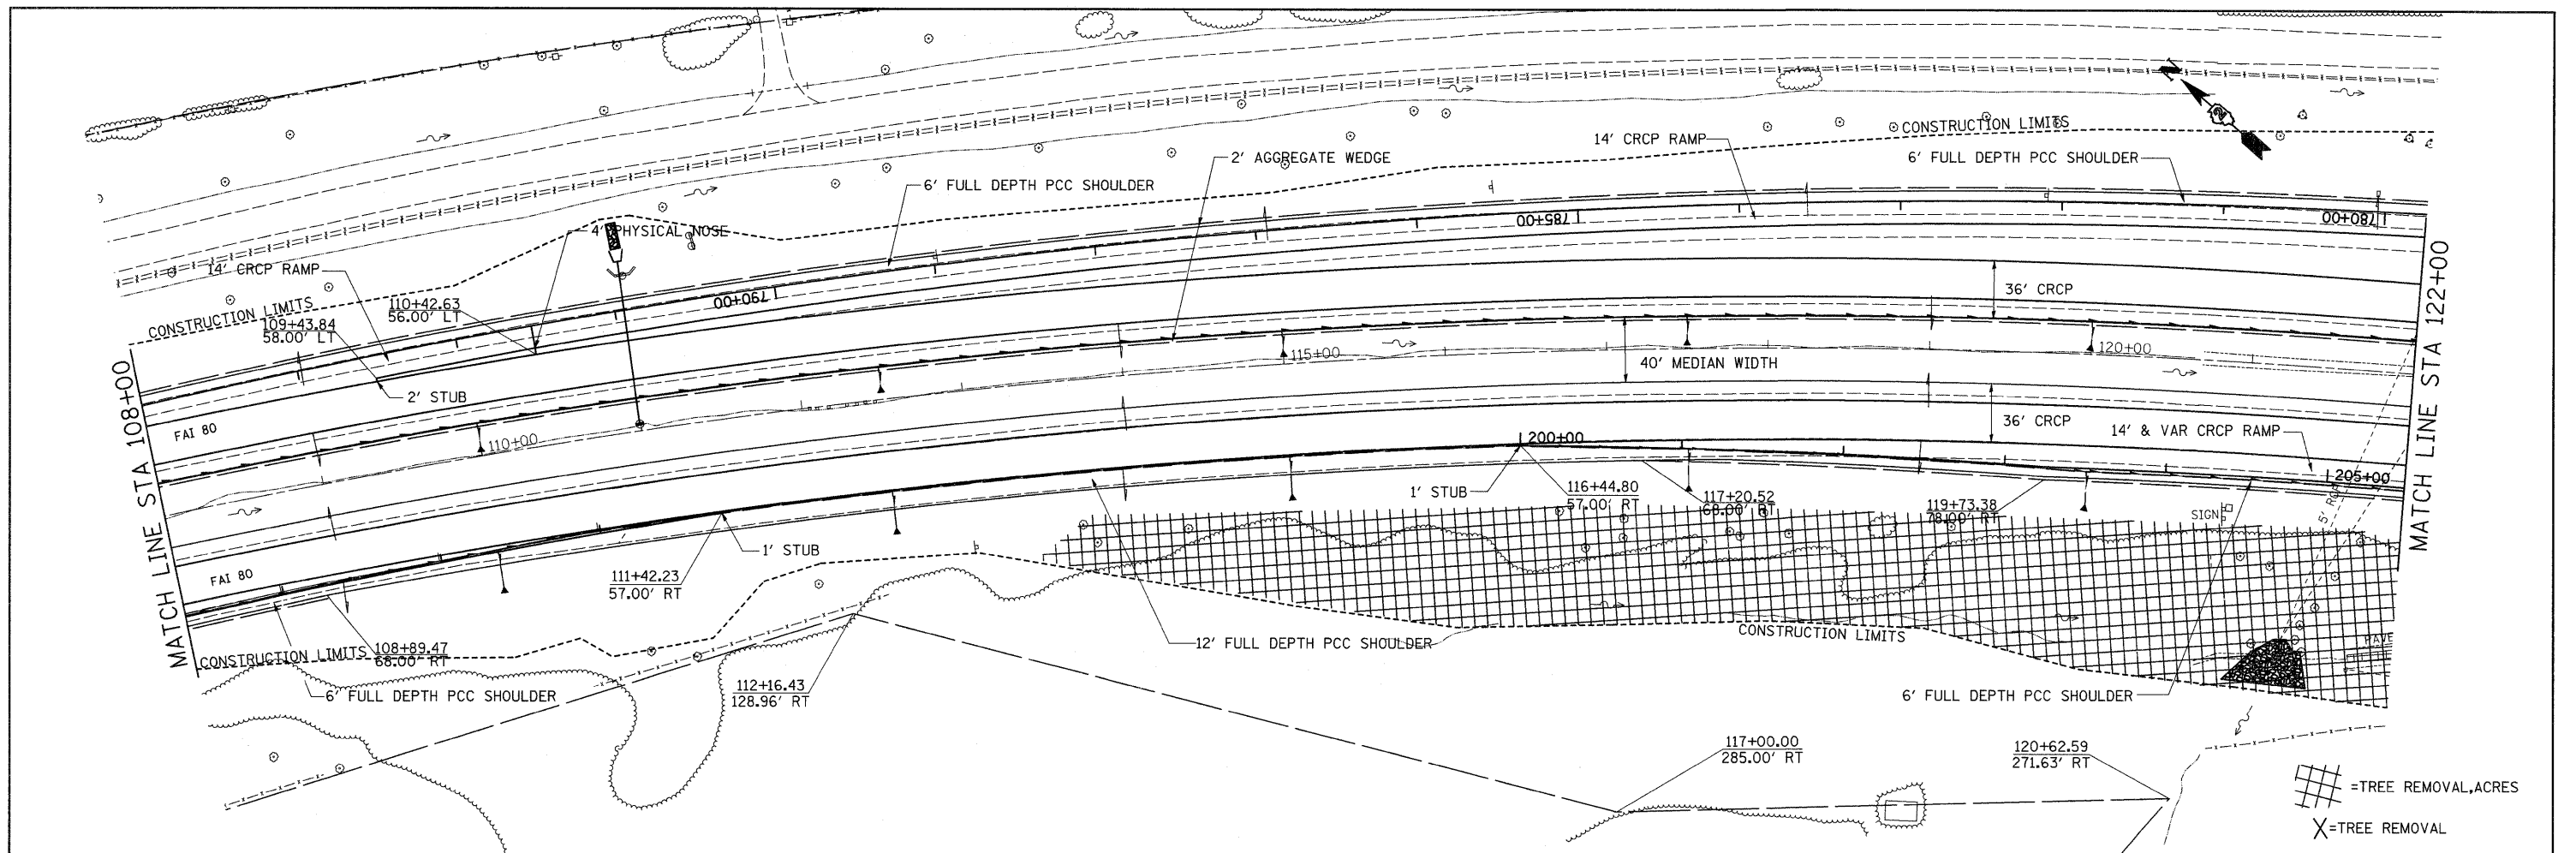 CONSTRUCTION LIMITS
14' CRCP RAMP
2' AGGREGATE WEDGE
6' FULL DEPTH PCC SHOULDER
6' FULL DEPTH PCC SHOULDER
4' PHYSICAL NOSE
785+00
780+00
14' CRCP RAMP
790+00
110+42.63
56.00' LT
CONSTRUCTION LIMITS
109+43.84
58.00' LT
36' CRCP
MATCH LINE STA 122+00
115+00
120+00
40' MEDIAN WIDTH
2' STUB
MATCH LINE STA 108+00
FAI 80
110+00
36' CRCP
14' & VAR CRCP RAMP
200+00
205+00
1' STUB
116+44.80
57.00' RT
117+20.52
68.00' RT
119+73.38
78.00' RT
SIGN
1' STUB
FAI 80
111+42.23
57.00' RT
CONSTRUCTION LIMITS
12' FULL DEPTH PCC SHOULDER
108+89.47
68.00' RT
CONSTRUCTION LIMITS
6' FULL DEPTH PCC SHOULDER
112+16.43
128.96' RT
6' FULL DEPTH PCC SHOULDER
117+00.00
285.00' RT
120+62.59
271.63' RT
=TREE REMOVAL,ACRES
X=TREE REMOVAL